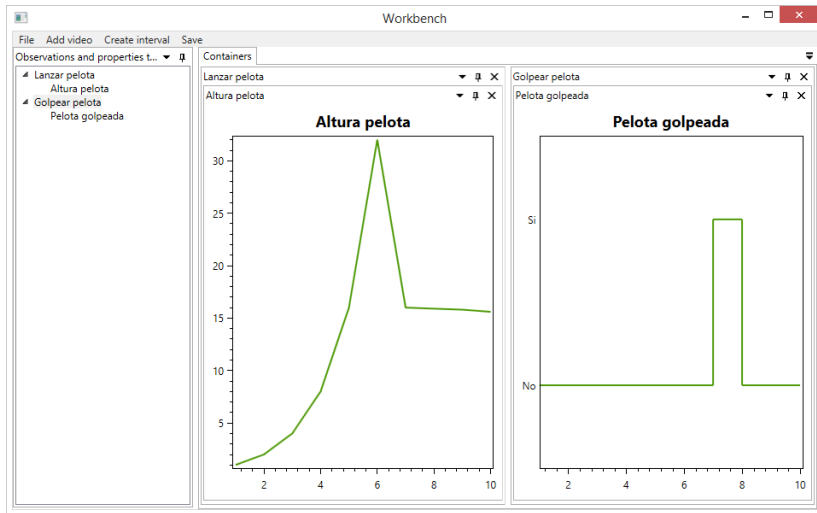 Workbench
File Add video Create interval Save
Observations and properties t...
Lanzar pelota
Altura pelota
Golpear pelota
Pelota golpeada
Containers
Lanzar pelota
Altura pelota
Altura pelota
30
25
20
15
10
5
2 4 6 8 10
Golpear pelota
Pelota golpeada
Pelota golpeada
Si
No
2 4 6 8 10